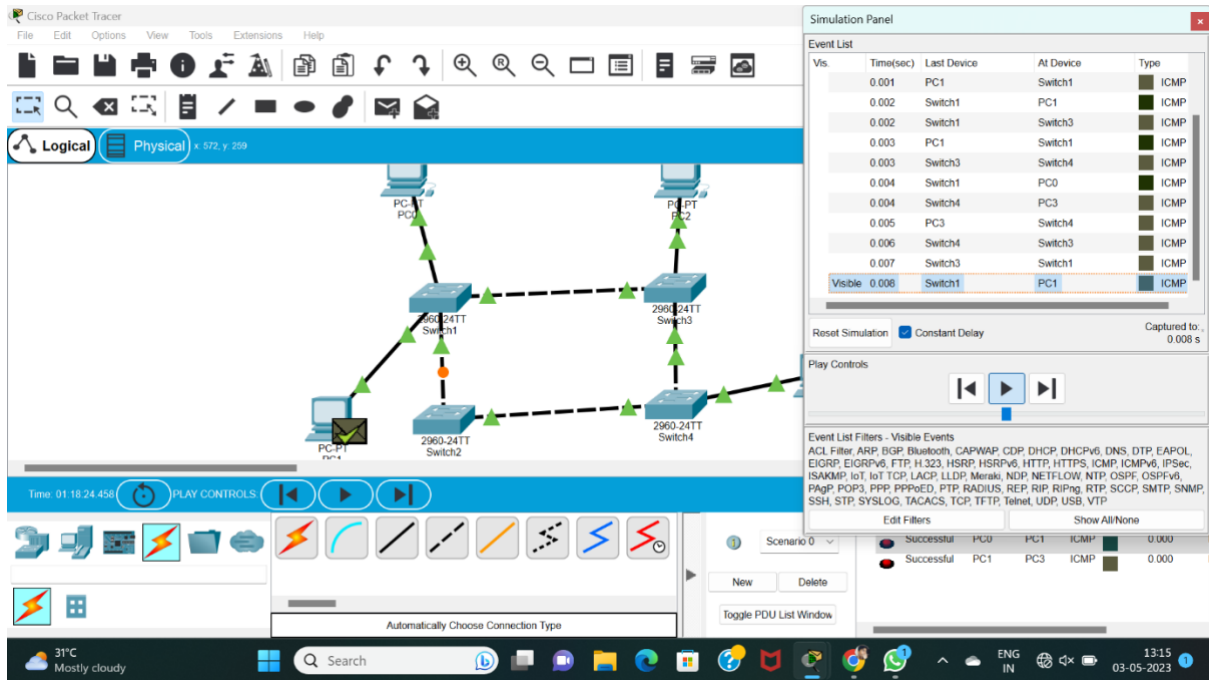 Cisco Packet Tracer
File Edit Options View Tools Extensions Help
Logical
Physical x: 572, y: 259
PC-PT
PC0
PC-PT
PC2
2960-24TT
Switch1
2960-24TT
Switch3
PC-PT
PC1
2960-24TT
Switch2
2960-24TT
Switch4
Time: 01:18:24.458 PLAY CONTROLS:
Automatically Choose Connection Type
Scenario 0
New Delete
Toggle PDU List Window
Simulation Panel
Event List
Vis. Time(sec) Last Device At Device Type
0.001 PC1 Switch1 ICMP
0.002 Switch1 PC1 ICMP
0.002 Switch1 Switch3 ICMP
0.003 PC1 Switch1 ICMP
0.003 Switch3 Switch4 ICMP
0.004 Switch1 PC0 ICMP
0.004 Switch4 PC3 ICMP
0.005 PC3 Switch4 ICMP
0.006 Switch4 Switch3 ICMP
0.007 Switch3 Switch1 ICMP
Visible 0.008 Switch1 PC1 ICMP
Reset Simulation Constant Delay Captured to:
0.008 s
Play Controls
Event List Filters - Visible Events
ACL Filter, ARP, BGP, Bluetooth, CAPWAP, CDP, DHCP, DHCPv6, DNS, DTP, EAPOL,
EIGRP, EIGRPv6, FTP, H.323, HSRP, HSRPv6, HTTP, HTTPS, ICMP, ICMPv6, IPSec,
ISAKMP, IoT, IoT TCP, LACP, LLDP, Meraki, NDP, NETFLOW, NTP, OSPF, OSPFv6,
PAgP, POP3, PPP, PPPoED, PTP, RADIUS, REP, RIP, RIPng, RTP, SCCP, SMTP, SNMP,
SSH, STP, SYSLOG, TACACS, TCP, TFTP, Telnet, UDP, USB, VTP
Edit Filters Show All/None
Successful PC0 PC1 ICMP 0.000
Successful PC1 PC3 ICMP 0.000
31°C
Mostly cloudy
Search
ENG
IN
13:15
03-05-2023
1